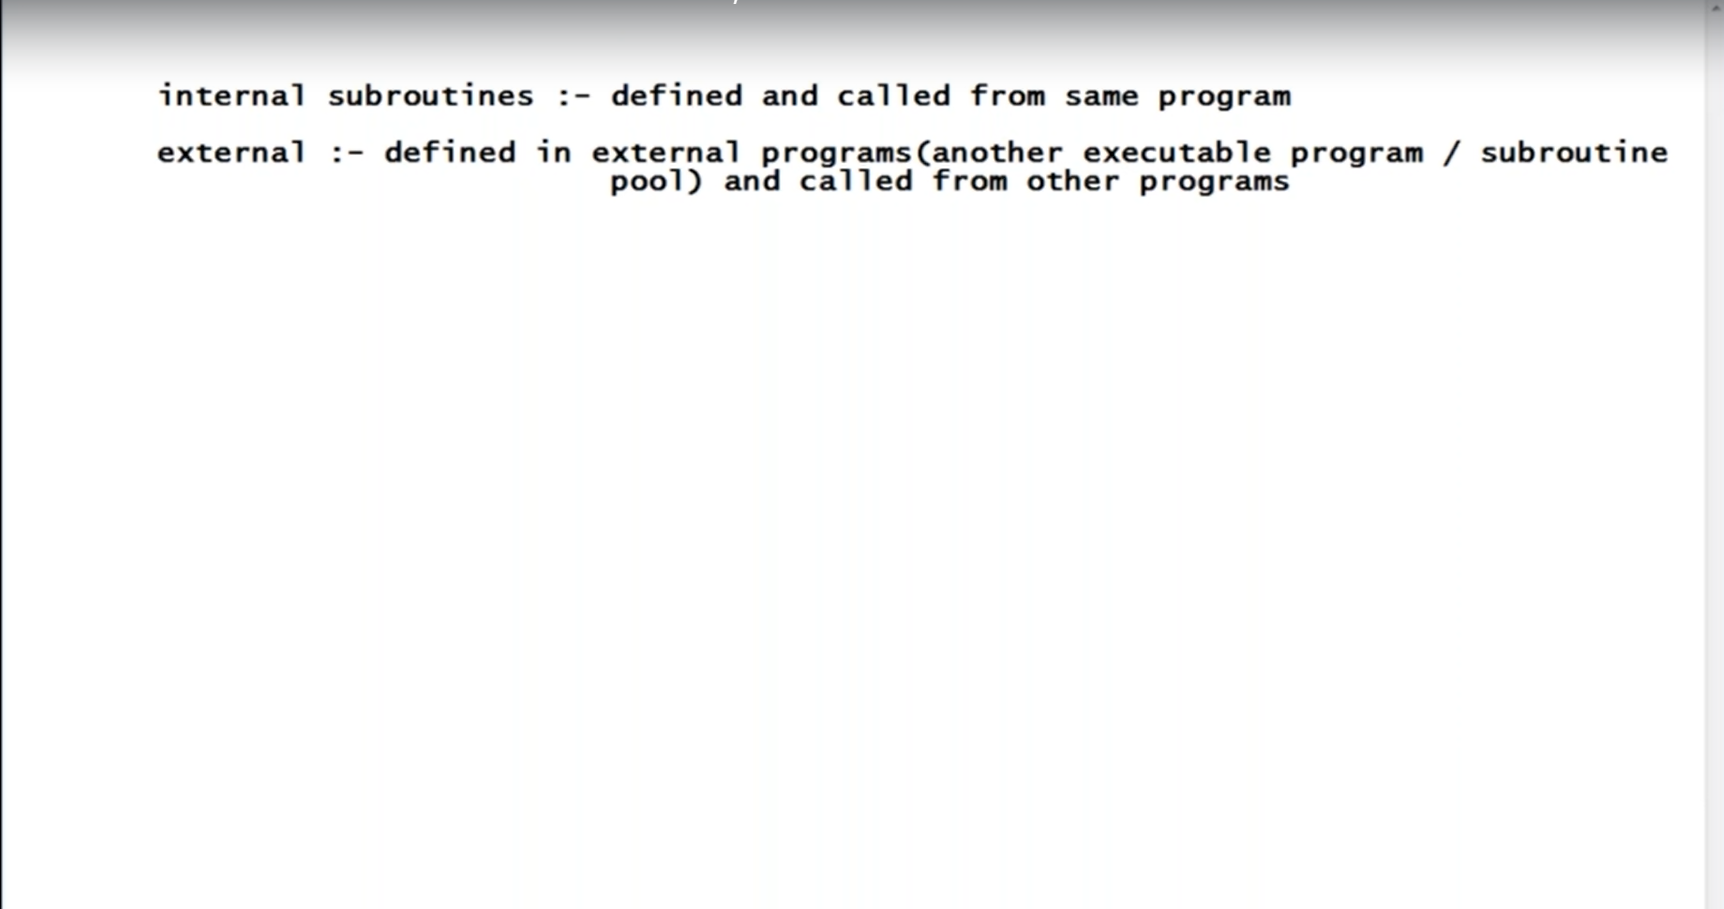 internal subroutines :- defined and called from same program
external :- defined in external programs(another executable program / subroutine
pool) and called from other programs